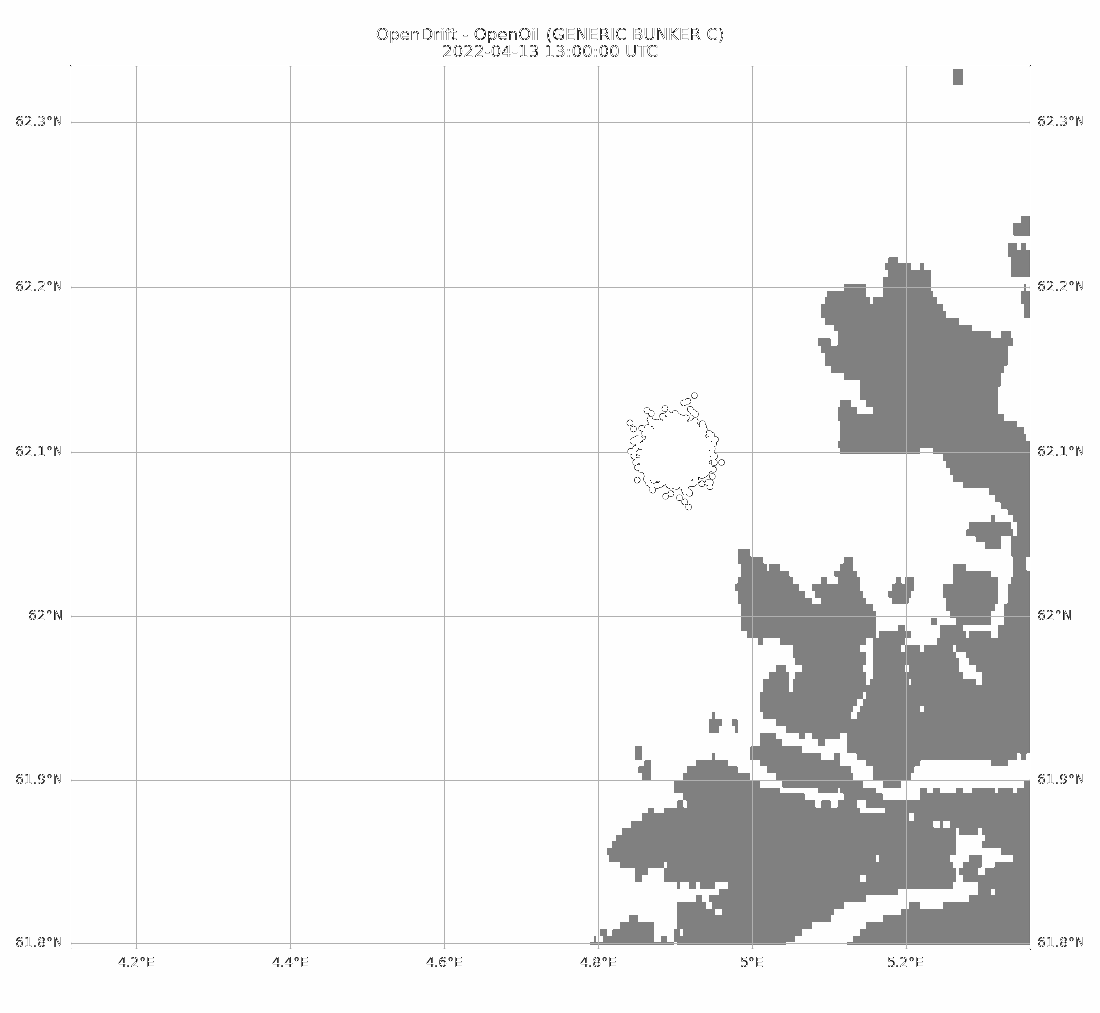 OpenDrift - OpenOil (GENERIC BUNKER C)
2022-04-13 13:00:00 UTC
62.3°N 62.3°N
62.2°N 62.2°N
62.1°N 62.1°N
62°N 62°N
61.9°N 61.9°N
61.8°N 61.8°N
4.2°E 4.4°E 4.6°E 4.8°E 5°E 5.2°E